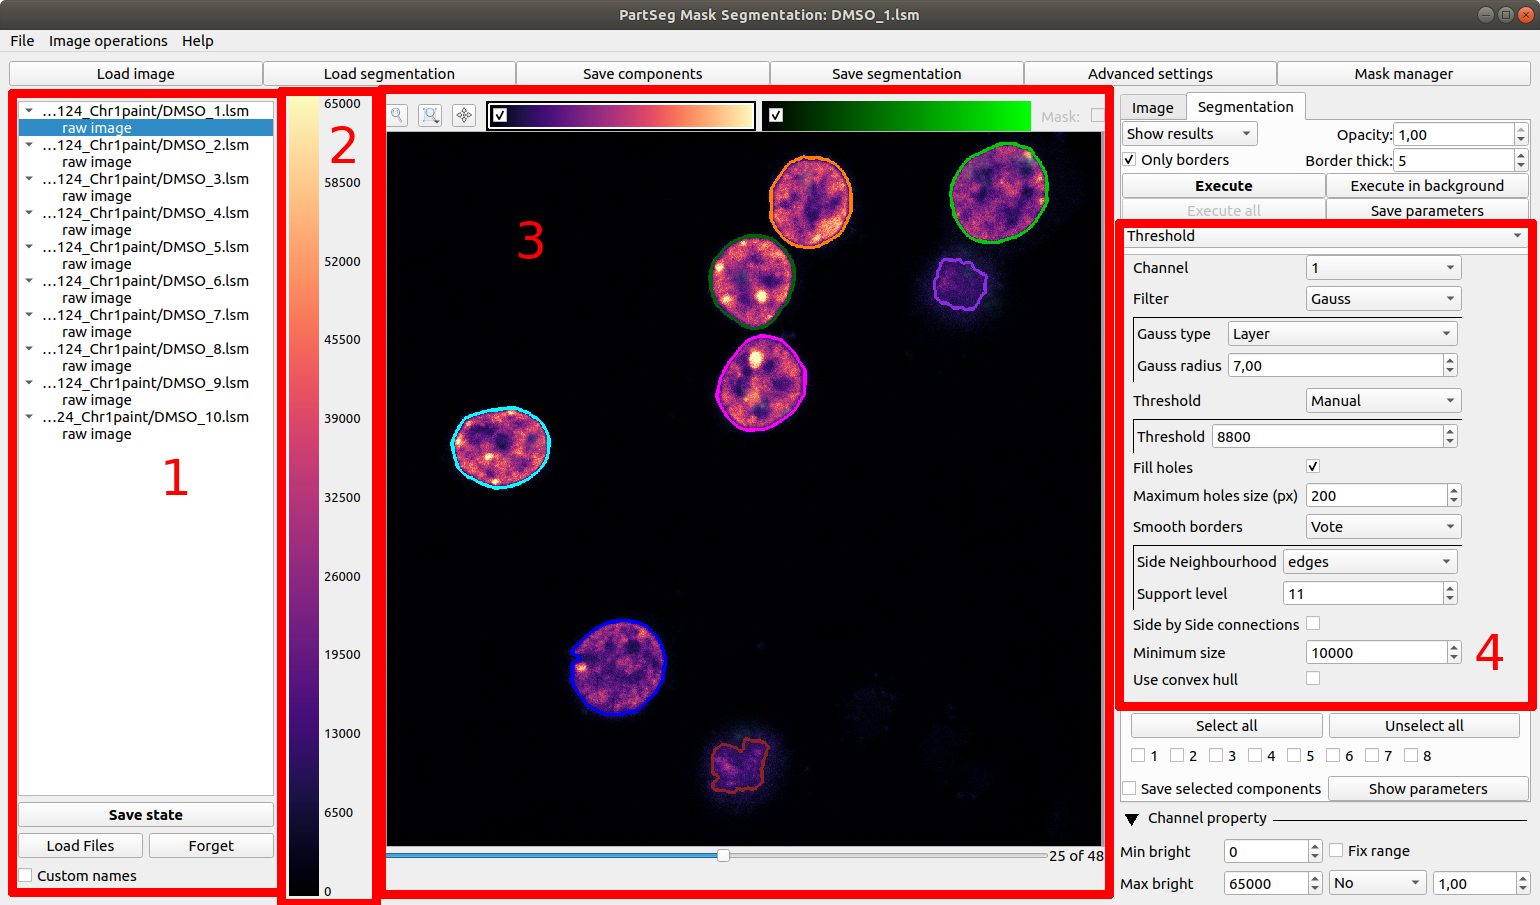 PartSeg Mask Segmentation: DMSO_1.lsm
File Image operations Help
Load image Load segmentation Save components Save segmentation Advanced settings Mask manager
...124_Chr1paint/DMSO_1.lsm
raw image
...124_Chr1paint/DMSO_2.lsm
raw image
...124_Chr1paint/DMSO_3.lsm
raw image
...124_Chr1paint/DMSO_4.lsm
raw image
...124_Chr1paint/DMSO_5.lsm
raw image
...124_Chr1paint/DMSO_6.lsm
raw image
...124_Chr1paint/DMSO_7.lsm
raw image
...124_Chr1paint/DMSO_8.lsm
raw image
...124_Chr1paint/DMSO_9.lsm
raw image
...24_Chr1paint/DMSO_10.lsm
raw image
1
Save state
Load Files Forget
Custom names
65000
2
58500
52000
45500
39000
32500
26000
19500
13000
6500
0
Mask:
3
25 of 48
Image Segmentation
Show results Opacity: 1,00
Only borders Border thick: 5
Execute Execute in background
Execute all Save parameters
Threshold
Channel 1
Filter Gauss
Gauss type Layer
Gauss radius 7,00
Threshold Manual
Threshold 8800
Fill holes
Maximum holes size (px) 200
Smooth borders Vote
Side Neighbourhood edges
Support level 11
Side by Side connections
Minimum size 10000
4
Use convex hull
Select all Unselect all
1 2 3 4 5 6 7 8
Save selected components Show parameters
Channel property
Min bright 0 Fix range
Max bright 65000 No 1,00